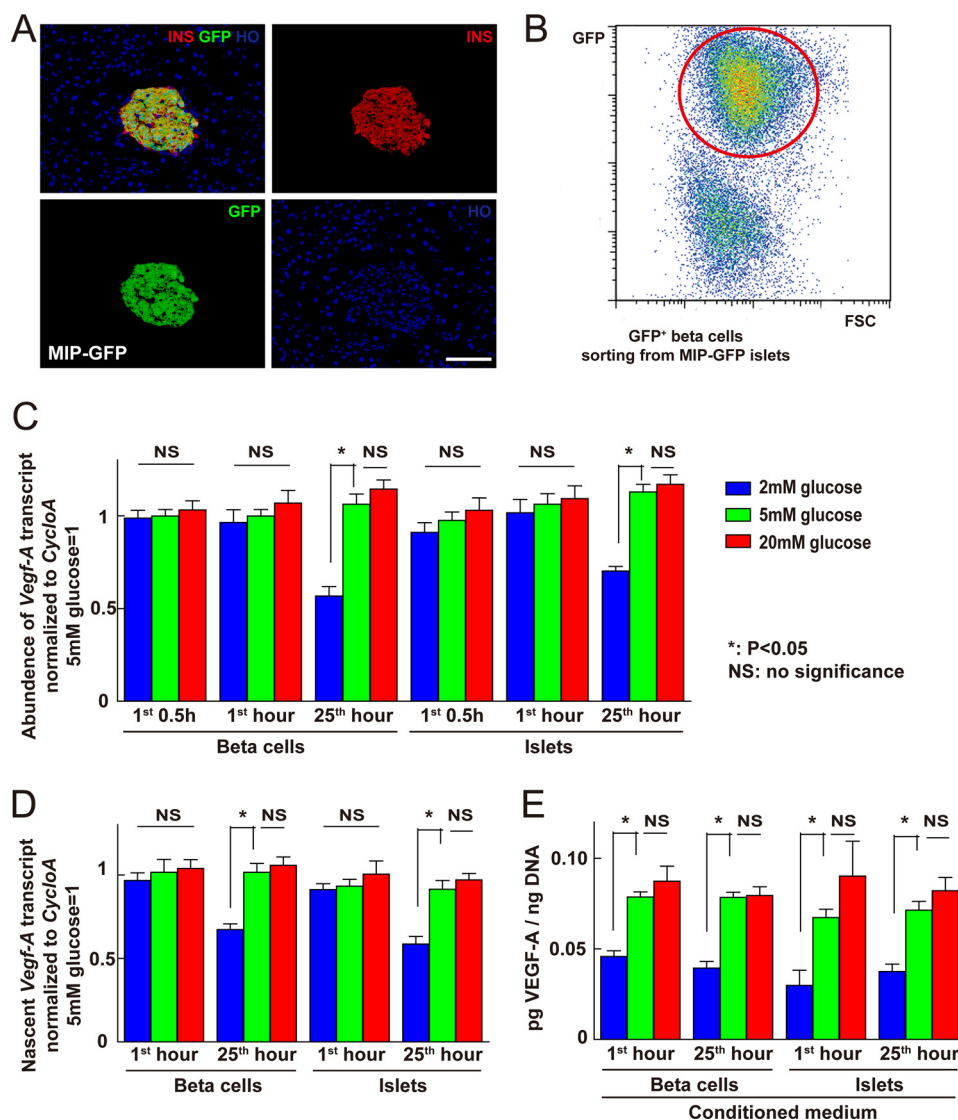 A
INS GFP HO
INS
GFP
MIP-GFP
HO
B
GFP
FSC
GFP⁺ beta cells
sorting from MIP-GFP islets
C
Abundance of Vegf-A transcript
normalized to CycloA
5mM glucose=1
1
0.5
1
NS
NS
*
NS
NS
NS
*
NS
1st 0.5h
1st hour
25th hour
1st 0.5h
1st hour
25th hour
Beta cells
Islets
2mM glucose
5mM glucose
20mM glucose
*: P<0.05
NS: no significance
D
Nascent Vegf-A transcript
normalized to CycloA
5mM glucose=1
1
0.5
0
NS
*
NS
NS
*
NS
1st hour
25th hour
1st hour
25th hour
Beta cells
Islets
E
pg VEGF-A / ng DNA
0.10
0.05
0
*
NS
*
NS
*
NS
*
NS
1st hour
25th hour
1st hour
25th hour
Beta cells
Islets
Conditioned medium